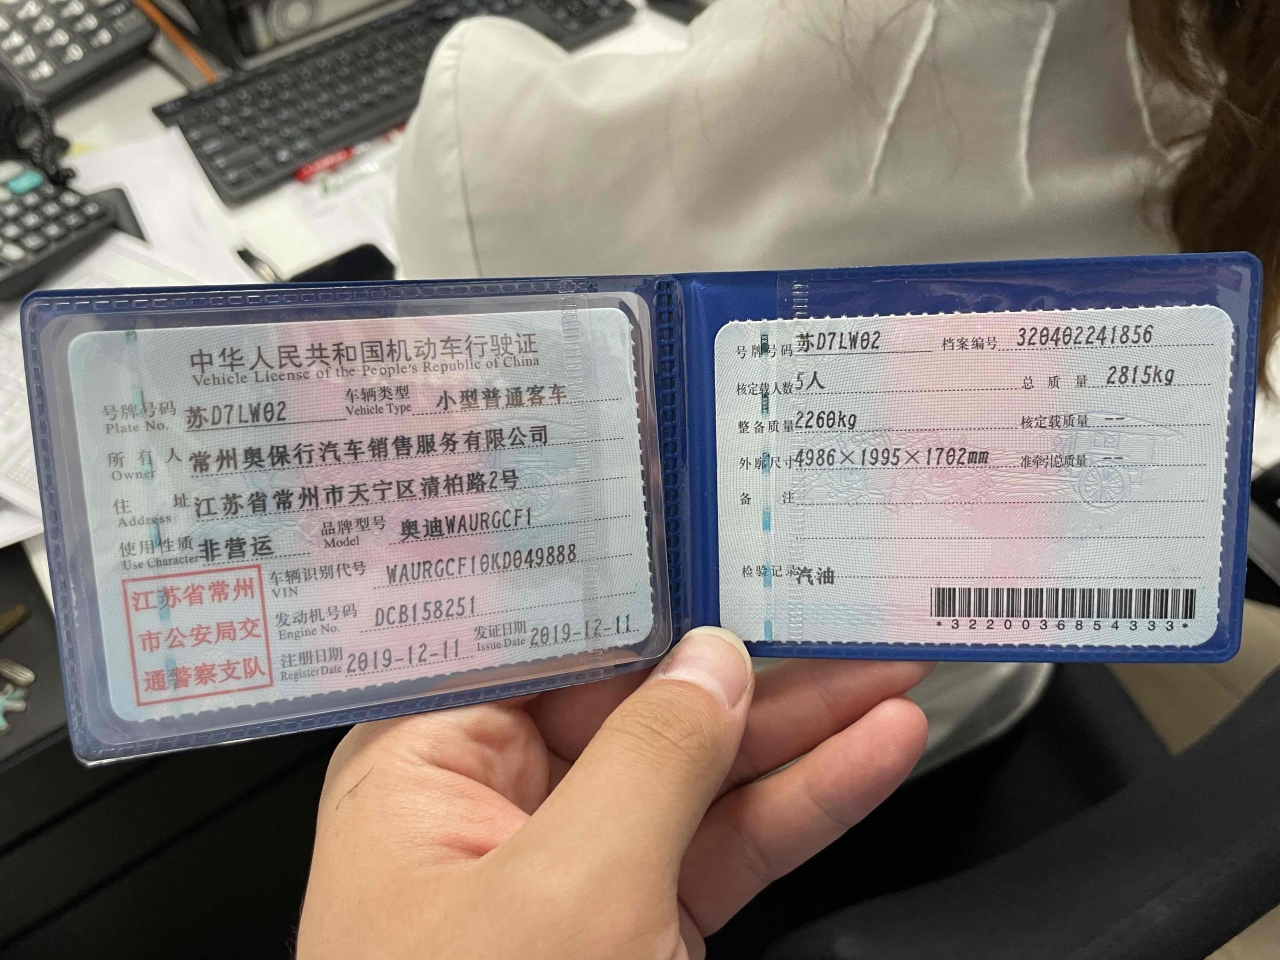 中华人民共和国机动车行驶证
Vehicle License of the People's Republic of China
号牌号码 苏D7LW02 车辆类型 小型普通客车
Plate No. Vehicle Type
所有人 常州奥保行汽车销售服务有限公司
Owner
住址 江苏省常州市天宁区清柏路2号
Address
使用性质 非营运 品牌型号 奥迪WAURGCF1
Use Character Model
江苏省常州
市公安局交
通警察支队
车辆识别代号 WAURGCF10KD049888
VIN
发动机号码 DCB158251
Engine No.
注册日期 2019-12-11 发证日期 2019-12-11
Register Date Issue Date
号牌号码 苏D7LW02 档案编号 320402241856
核定载人数 5人 总质量 2815kg
整备质量 2260kg 核定载质量 --
外廓尺寸 4986×1995×1702mm 准牵引总质量 --
备注
检验记录 汽油
*3220036854333*